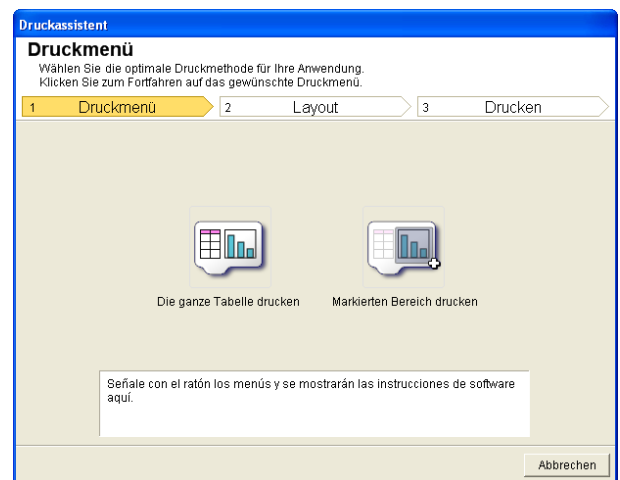 Druckassistent
Druckmenü
Wählen Sie die optimale Druckmethode für Ihre Anwendung.
Klicken Sie zum Fortfahren auf das gewünschte Druckmenü.
1 Druckmenü 2 Layout 3 Drucken
Die ganze Tabelle drucken Markierten Bereich drucken
Señale con el ratón los menús y se mostrarán las instrucciones de software
aquí.
Abbrechen